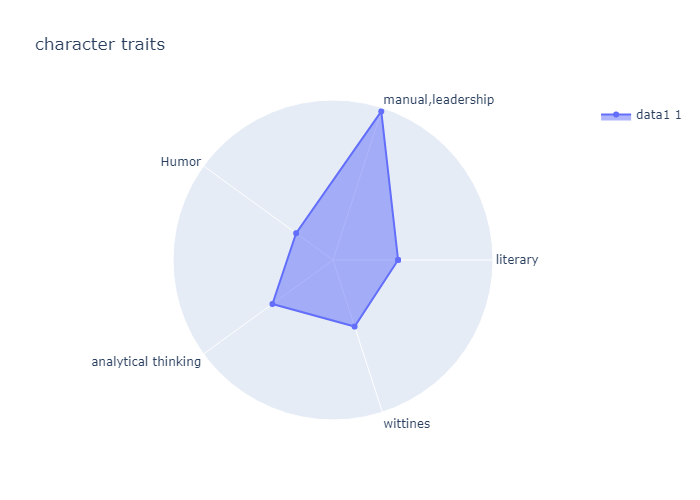 character traits
manual,leadership
data1 1
Humor
literary
analytical thinking
wittines